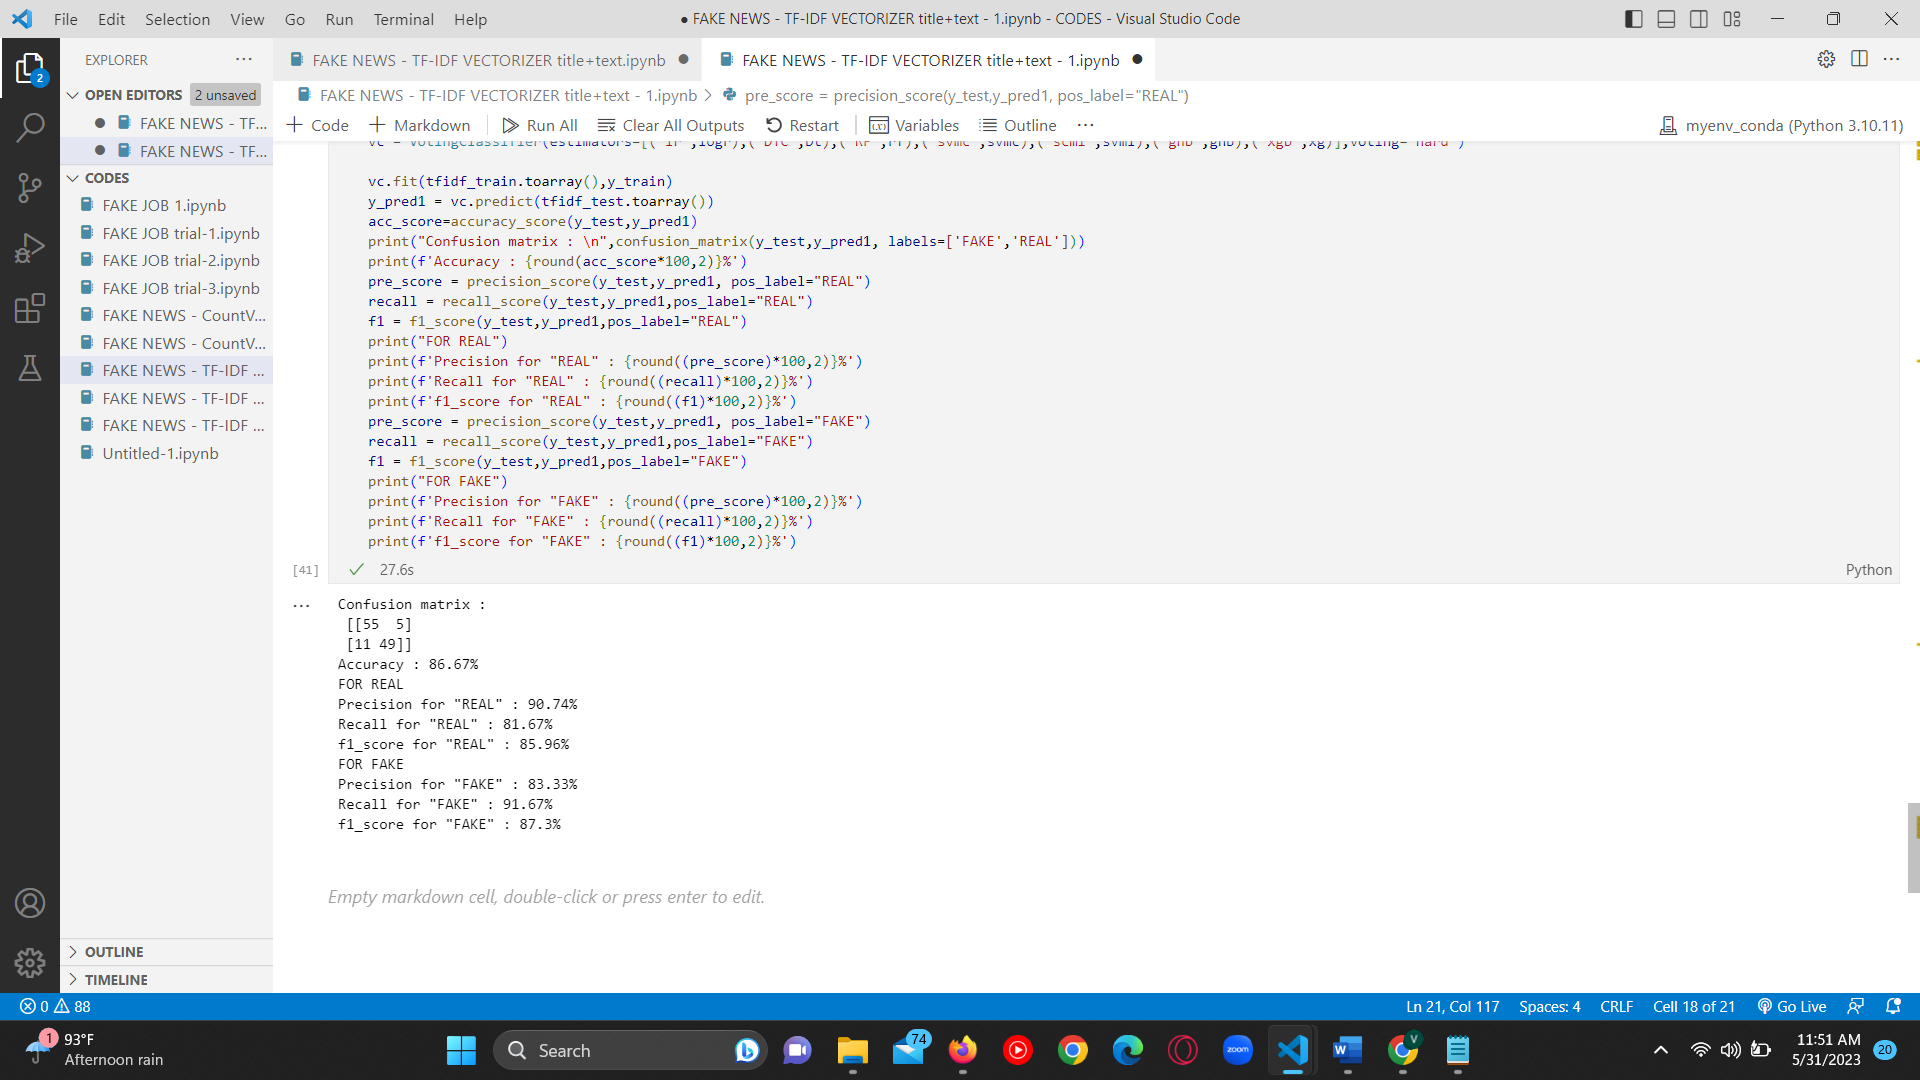 File Edit Selection View Go Run Terminal Help
● FAKE NEWS - TF-IDF VECTORIZER title+text - 1.ipynb - CODES - Visual Studio Code
EXPLORER
FAKE NEWS - TF-IDF VECTORIZER title+text.ipynb ●
FAKE NEWS - TF-IDF VECTORIZER title+text - 1.ipynb ●
2
OPEN EDITORS 2 unsaved
FAKE NEWS - TF-IDF VECTORIZER title+text - 1.ipynb > pre_score = precision_score(y_test,y_pred1, pos_label="REAL")
● FAKE NEWS - TF...
● FAKE NEWS - TF...
+ Code + Markdown Run All Clear All Outputs Restart Variables Outline ...
myenv_conda (Python 3.10.11)
CODES
FAKE JOB 1.ipynb
FAKE JOB trial-1.ipynb
FAKE JOB trial-2.ipynb
FAKE JOB trial-3.ipynb
FAKE NEWS - CountV...
FAKE NEWS - CountV...
FAKE NEWS - TF-IDF ...
FAKE NEWS - TF-IDF ...
FAKE NEWS - TF-IDF ...
Untitled-1.ipynb
OUTLINE
TIMELINE
vc.fit(tfidf_train.toarray(),y_train)
y_pred1 = vc.predict(tfidf_test.toarray())
acc_score=accuracy_score(y_test,y_pred1)
print("Confusion matrix : \n",confusion_matrix(y_test,y_pred1, labels=['FAKE','REAL']))
print(f'Accuracy : {round(acc_score*100,2)}%')
pre_score = precision_score(y_test,y_pred1, pos_label="REAL")
recall = recall_score(y_test,y_pred1,pos_label="REAL")
f1 = f1_score(y_test,y_pred1,pos_label="REAL")
print("FOR REAL")
print(f'Precision for "REAL" : {round((pre_score)*100,2)}%')
print(f'Recall for "REAL" : {round((recall)*100,2)}%')
print(f'f1_score for "REAL" : {round((f1)*100,2)}%')
pre_score = precision_score(y_test,y_pred1, pos_label="FAKE")
recall = recall_score(y_test,y_pred1,pos_label="FAKE")
f1 = f1_score(y_test,y_pred1,pos_label="FAKE")
print("FOR FAKE")
print(f'Precision for "FAKE" : {round((pre_score)*100,2)}%')
print(f'Recall for "FAKE" : {round((recall)*100,2)}%')
print(f'f1_score for "FAKE" : {round((f1)*100,2)}%')
[41] ✓ 27.6s
Python
... Confusion matrix :
[[55 5]
[11 49]]
Accuracy : 86.67%
FOR REAL
Precision for "REAL" : 90.74%
Recall for "REAL" : 81.67%
f1_score for "REAL" : 85.96%
FOR FAKE
Precision for "FAKE" : 83.33%
Recall for "FAKE" : 91.67%
f1_score for "FAKE" : 87.3%
Empty markdown cell, double-click or press enter to edit.
0 88
Ln 21, Col 117 Spaces: 4 CRLF Cell 18 of 21 Go Live
1 93°F
Afternoon rain
Search
74
zoom
W
V
11:51 AM
5/31/2023
20